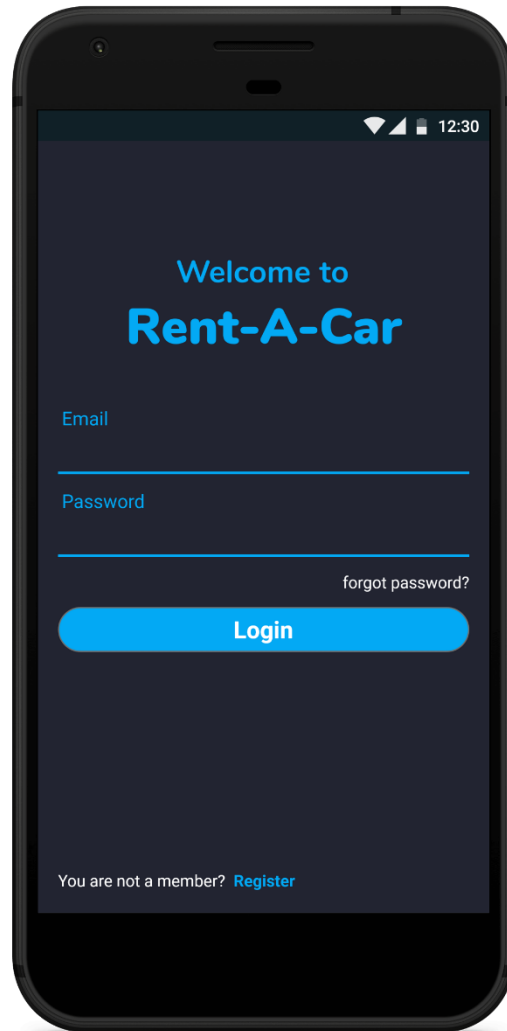 12:30
Welcome to
Rent-A-Car
Email
Password
forgot password?
Login
You are not a member? Register